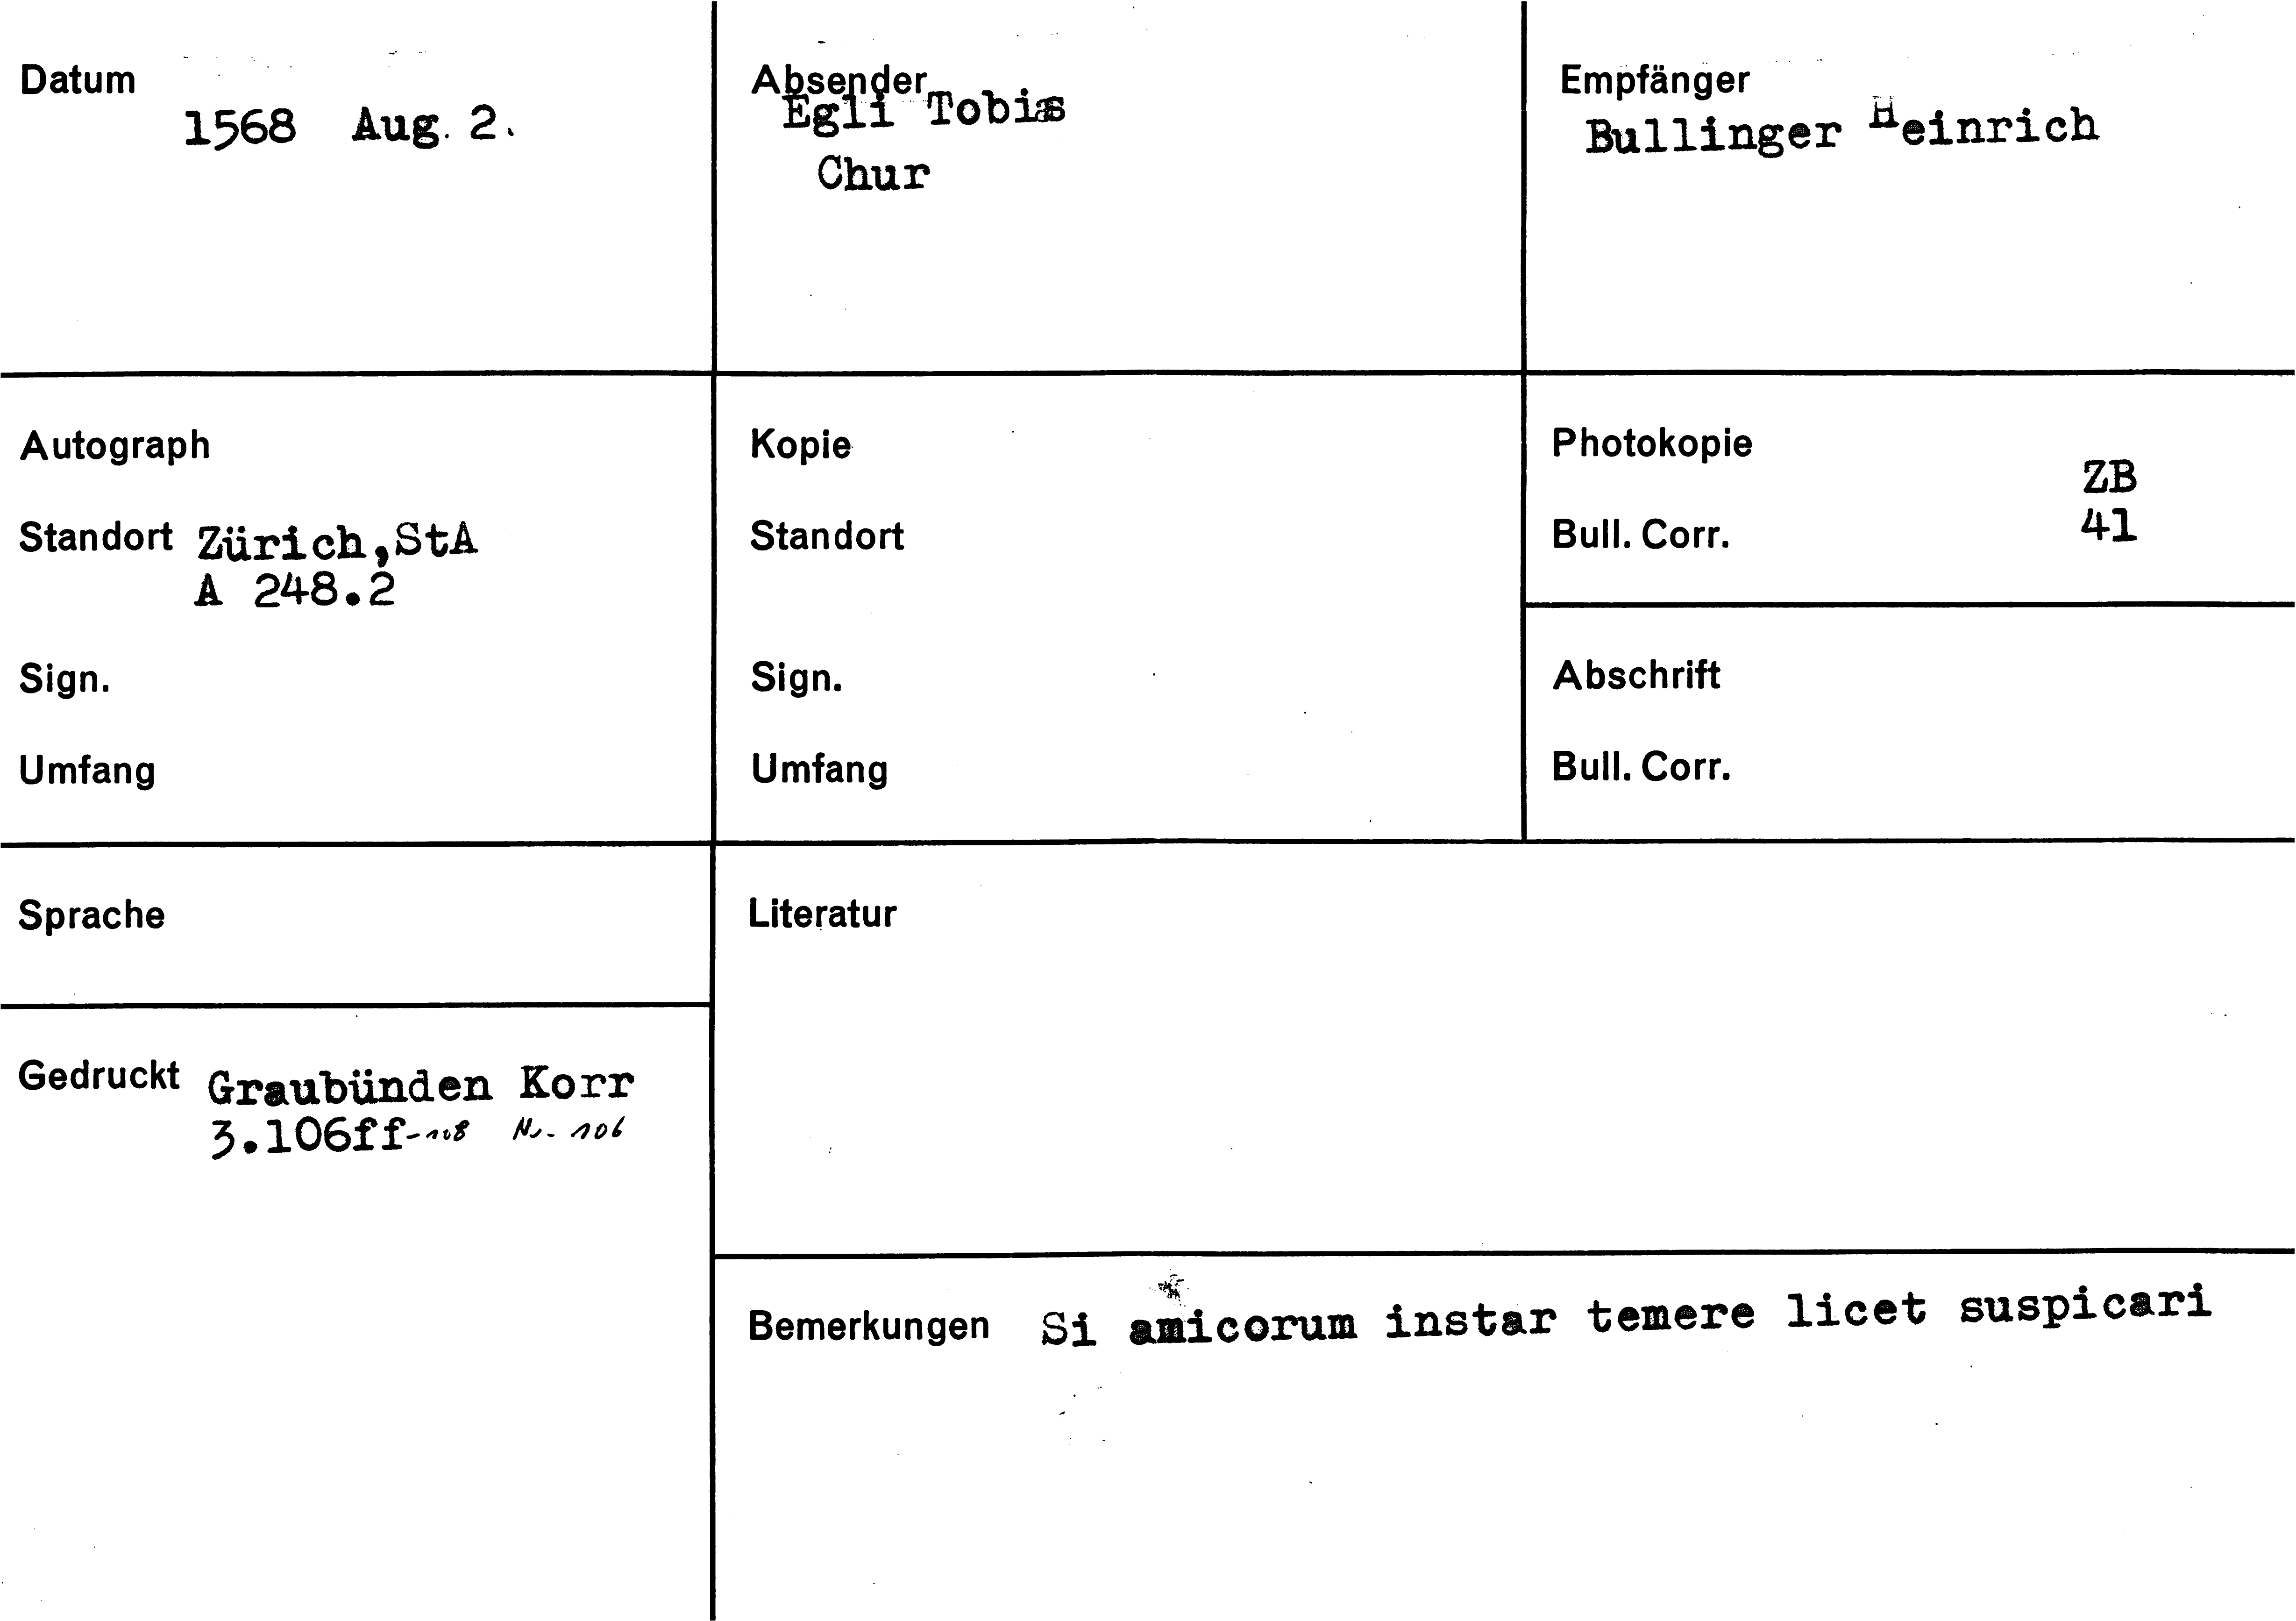 Datum
1568 Aug. 2.
Absender
Egli Tobias
Chur
Empfänger
Bullinger Heinrich
Autograph
Standort Zürich,StA
A 248.2
Sign.
Umfang
Kopie
Standort
Sign.
Umfang
Photokopie
ZB
Bull. Corr. 41
Abschrift
Bull. Corr.
Sprache
Literatur
Gedruckt Graubünden Korr
3.106ff-108 Nr. 106
Bemerkungen Si amicorum instar temere licet suspicari